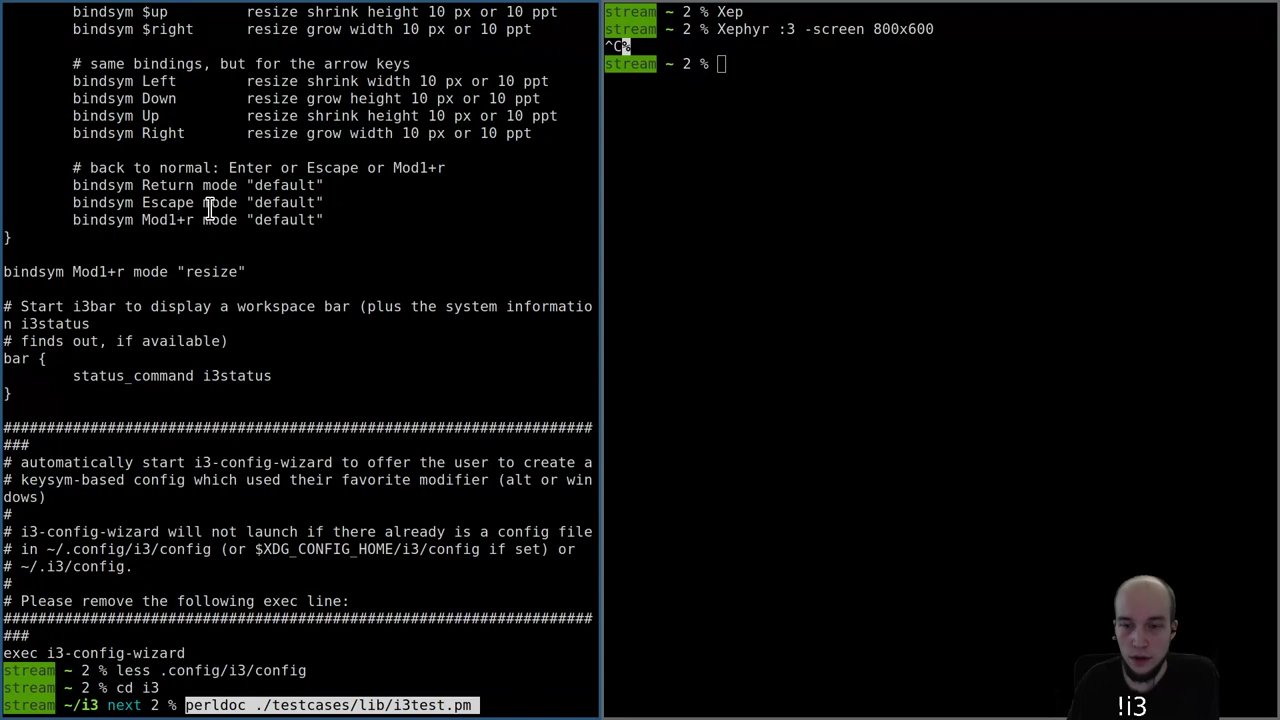 bindsym $up         resize shrink height 10 px or 10 ppt
bindsym $right      resize grow width 10 px or 10 ppt
# same bindings, but for the arrow keys
bindsym Left        resize shrink width 10 px or 10 ppt
bindsym Down        resize grow height 10 px or 10 ppt
bindsym Up          resize shrink height 10 px or 10 ppt
bindsym Right       resize grow width 10 px or 10 ppt
# back to normal: Enter or Escape or Mod1+r
bindsym Return mode "default"
bindsym Escape mode "default"
bindsym Mod1+r mode "default"
}
bindsym Mod1+r mode "resize"
# Start i3bar to display a workspace bar (plus the system informatio
n i3status
# finds out, if available)
bar {
status_command i3status
}
####################################################################
###
# automatically start i3-config-wizard to offer the user to create a
# keysym-based config which used their favorite modifier (alt or win
dows)
#
# i3-config-wizard will not launch if there already is a config file
# in ~/.config/i3/config (or $XDG_CONFIG_HOME/i3/config if set) or
# ~/.i3/config.
#
# Please remove the following exec line:
####################################################################
###
exec i3-config-wizard
stream ~ 2 % less .config/i3/config
stream ~ 2 % cd i3
stream ~/i3 next 2 % perldoc ./testcases/lib/i3test.pm
stream ~ 2 % Xep
stream ~ 2 % Xephyr :3 -screen 800x600
^C%
stream ~ 2 %
!i3